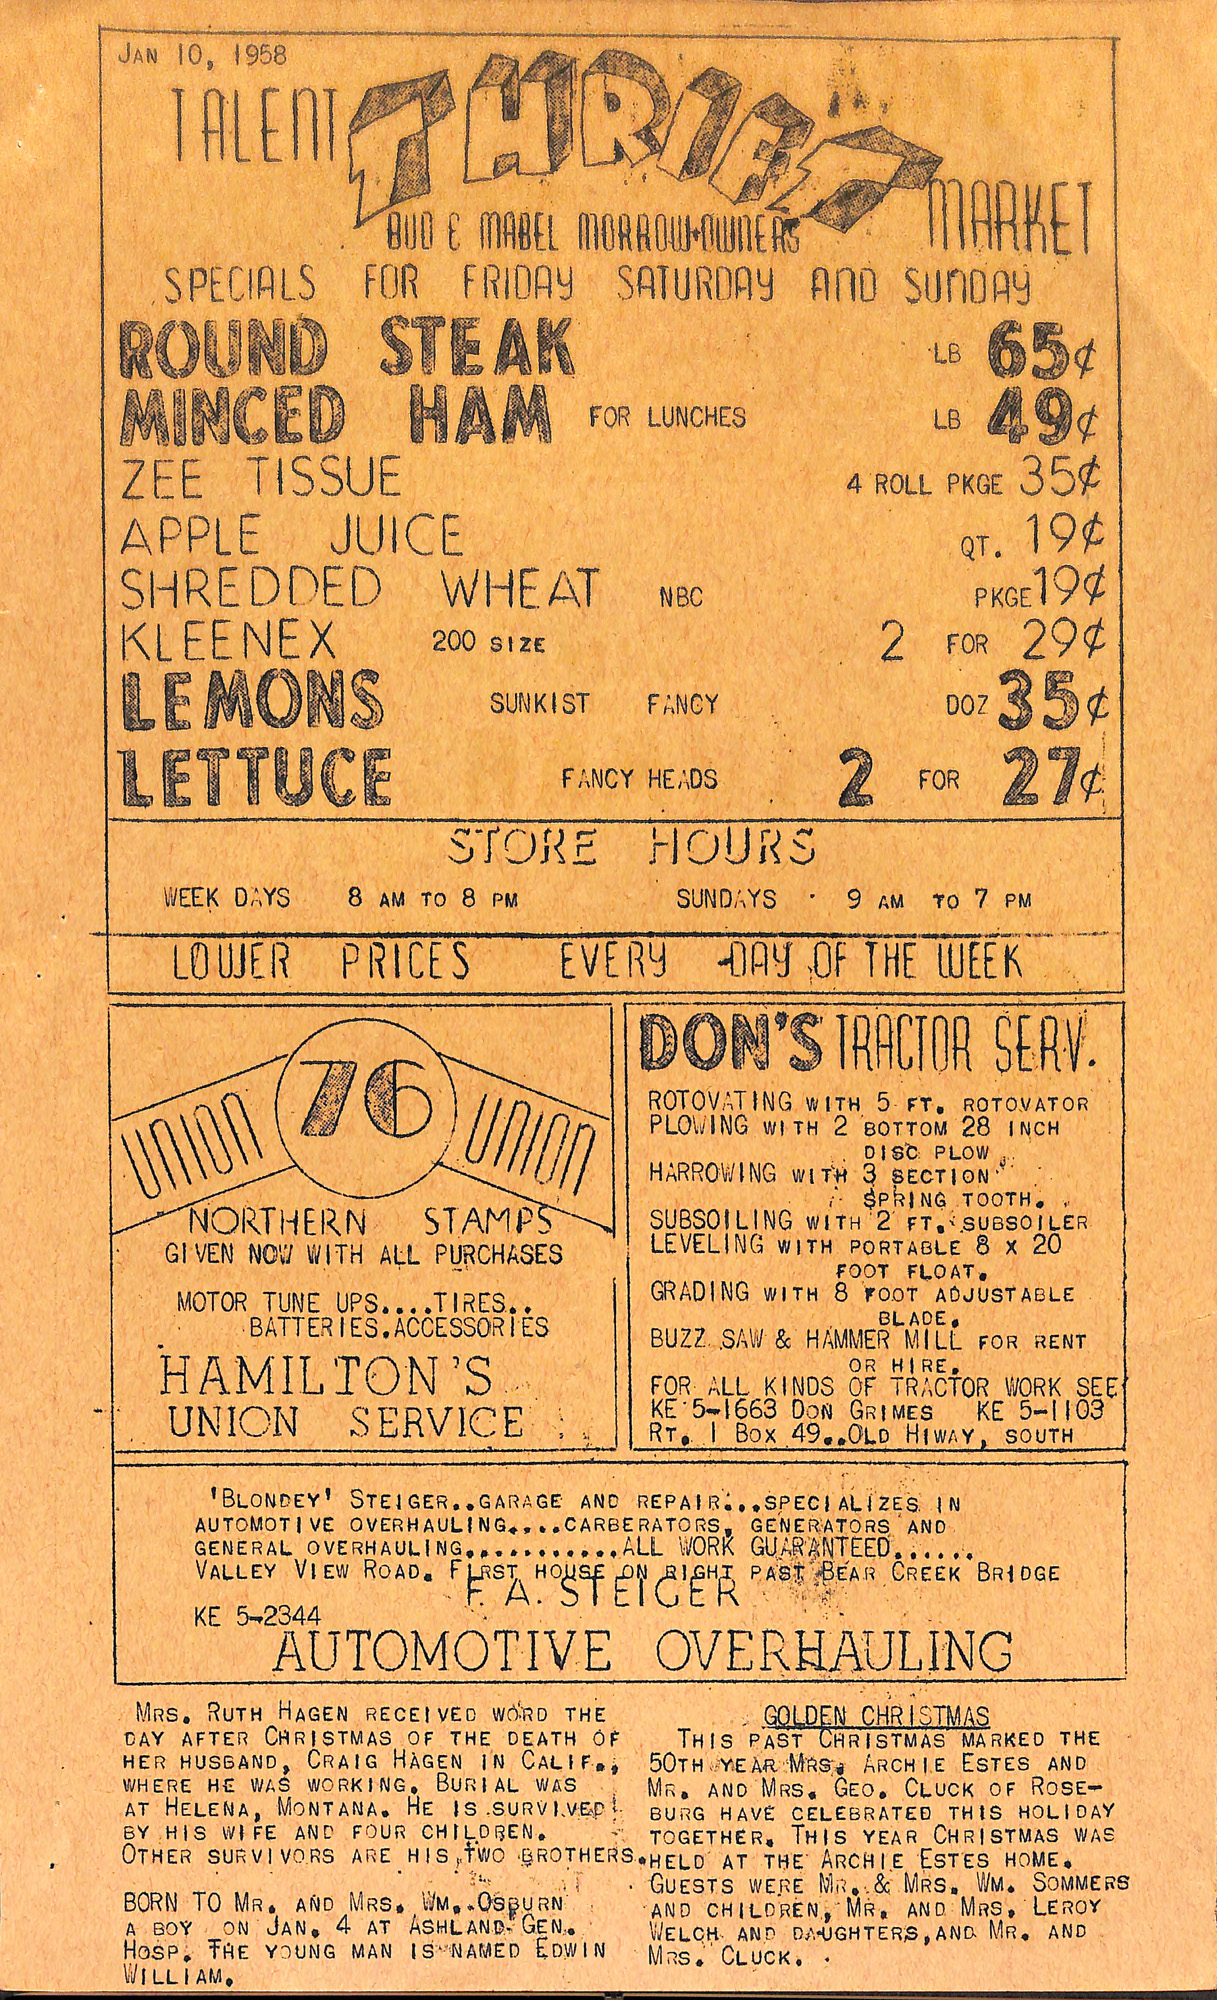 JAN 10, 1958
TALENT THRIFT MARKET
BUD & MABEL MORROW-OWNERS
SPECIALS FOR FRIDAY SATURDAY AND SUNDAY
ROUND STEAK LB 65¢
MINCED HAM FOR LUNCHES LB 49¢
ZEE TISSUE 4 ROLL PKGE 35¢
APPLE JUICE QT. 19¢
SHREDDED WHEAT NBC PKGE 19¢
KLEENEX 200 SIZE 2 FOR 29¢
LEMONS SUNKIST FANCY DOZ 35¢
LETTUCE FANCY HEADS 2 FOR 27¢
STORE HOURS
WEEK DAYS 8 AM TO 8 PM SUNDAYS 9 AM TO 7 PM
LOWER PRICES EVERY DAY OF THE WEEK
UNION 76 UNION
NORTHERN STAMPS
GIVEN NOW WITH ALL PURCHASES
MOTOR TUNE UPS....TIRES..
BATTERIES.ACCESSORIES
HAMILTON'S
UNION SERVICE
DON'S TRACTOR SERV.
ROTOVATING WITH 5 FT. ROTOVATOR
PLOWING WITH 2 BOTTOM 28 INCH
DISC PLOW
HARROWING WITH 3 SECTION
SPRING TOOTH.
SUBSOILING WITH 2 FT. SUBSOILER
LEVELING WITH PORTABLE 8 X 20
FOOT FLOAT.
GRADING WITH 8 FOOT ADJUSTABLE
BLADE.
BUZZ SAW & HAMMER MILL FOR RENT
OR HIRE.
FOR ALL KINDS OF TRACTOR WORK SEE
KE 5-1663 DON GRIMES KE 5-1103
RT. 1 BOX 49..OLD HIWAY, SOUTH
'BLONDEY' STEIGER..GARAGE AND REPAIR...SPECIALIZES IN
AUTOMOTIVE OVERHAULING....CARBERATORS, GENERATORS AND
GENERAL OVERHAULING............ALL WORK GUARANTEED......
VALLEY VIEW ROAD. FIRST HOUSE ON RIGHT PAST BEAR CREEK BRIDGE
F. A. STEIGER
KE 5-2344
AUTOMOTIVE OVERHAULING
MRS. RUTH HAGEN RECEIVED WORD THE
DAY AFTER CHRISTMAS OF THE DEATH OF
HER HUSBAND, CRAIG HAGEN IN CALIF.,
WHERE HE WAS WORKING. BURIAL WAS
AT HELENA, MONTANA. HE IS SURVIVED
BY HIS WIFE AND FOUR CHILDREN.
OTHER SURVIVORS ARE HIS TWO BROTHERS.
BORN TO MR. AND MRS. WM. OSBURN
A BOY ON JAN. 4 AT ASHLAND GEN.
HOSP. THE YOUNG MAN IS NAMED EDWIN
WILLIAM.
GOLDEN CHRISTMAS
THIS PAST CHRISTMAS MARKED THE
50TH YEAR MRS. ARCHIE ESTES AND
MR. AND MRS. GEO. CLUCK OF ROSE-
BURG HAVE CELEBRATED THIS HOLIDAY
TOGETHER. THIS YEAR CHRISTMAS WAS
HELD AT THE ARCHIE ESTES HOME.
GUESTS WERE MR. & MRS. WM. SOMMERS
AND CHILDREN, MR. AND MRS. LEROY
WELCH AND DAUGHTERS, AND MR. AND
MRS. CLUCK.